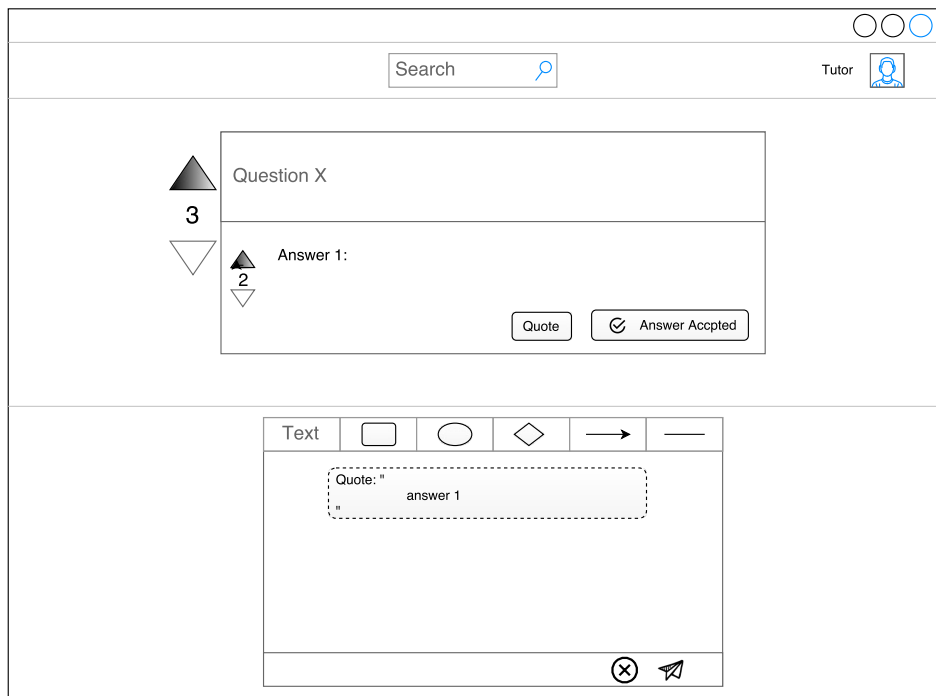 Search
Tutor
Question X
3
Answer 1:
2
Quote
Answer Accpted
Text
Quote: "
answer 1
"